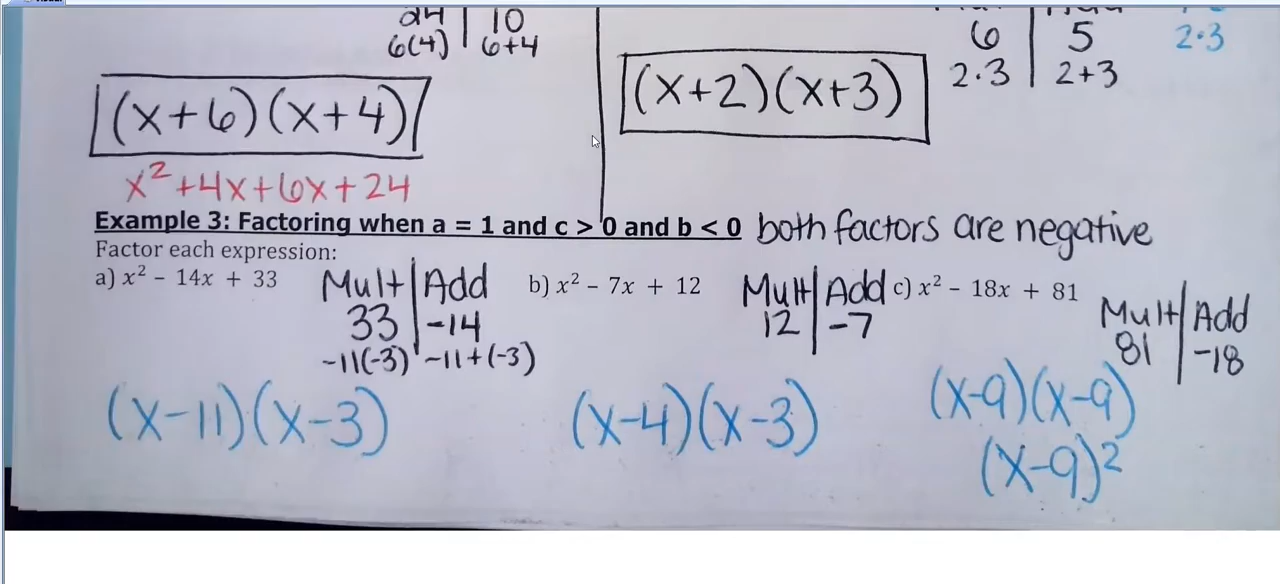 24 | 10
6(4) | 6+4
(x+6)(x+4)
x²+4x+6x+24
6 | 5
2·3 | 2+3
2·3
(x+2)(x+3)
Example 3: Factoring when a = 1 and c > 0 and b < 0 both factors are negative
Factor each expression:
a) x² − 14x + 33
Mult | Add
33 | -14
-11(-3) | -11+(-3)
(x-11)(x-3)
b) x² − 7x + 12
Mult | Add
12 | -7
(x-4)(x-3)
c) x² − 18x + 81
Mult | Add
81 | -18
(x-9)(x-9)
(x-9)²